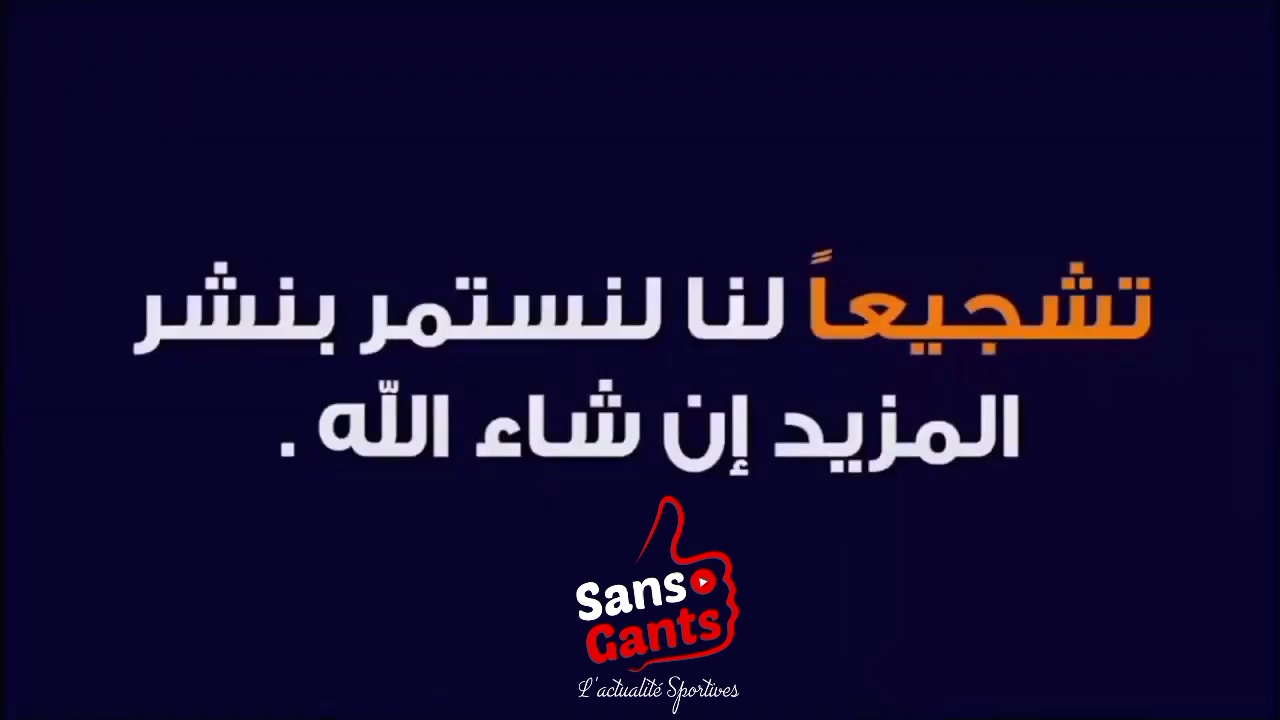 تشجيعاً لنا لنستمر بنشر
المزيد إن شاء اللّه .
Sans
Gants
L'actualité Sportives